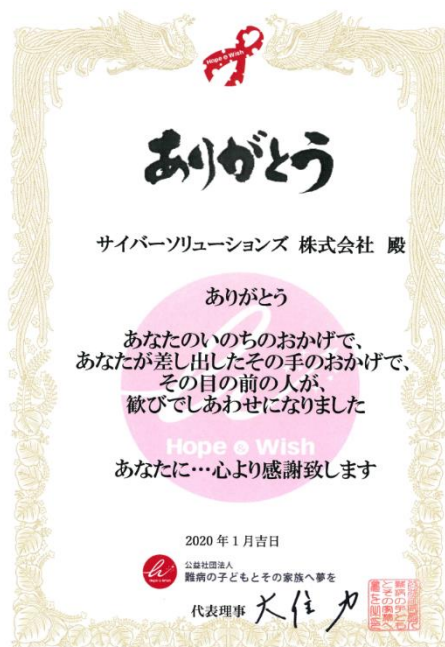 Hope & Wish
ありがとう
サイバーソリューションズ 株式会社 殿
ありがとう
あなたのいのちのおかげで、
あなたが差し出したその手のおかげで、
その目の前の人が、
歓びでしあわせになりました
Hope & Wish
あなたに…心より感謝致します
2020年1月吉日
公益社団法人
難病の子どもとその家族へ夢を
代表理事 大住 力